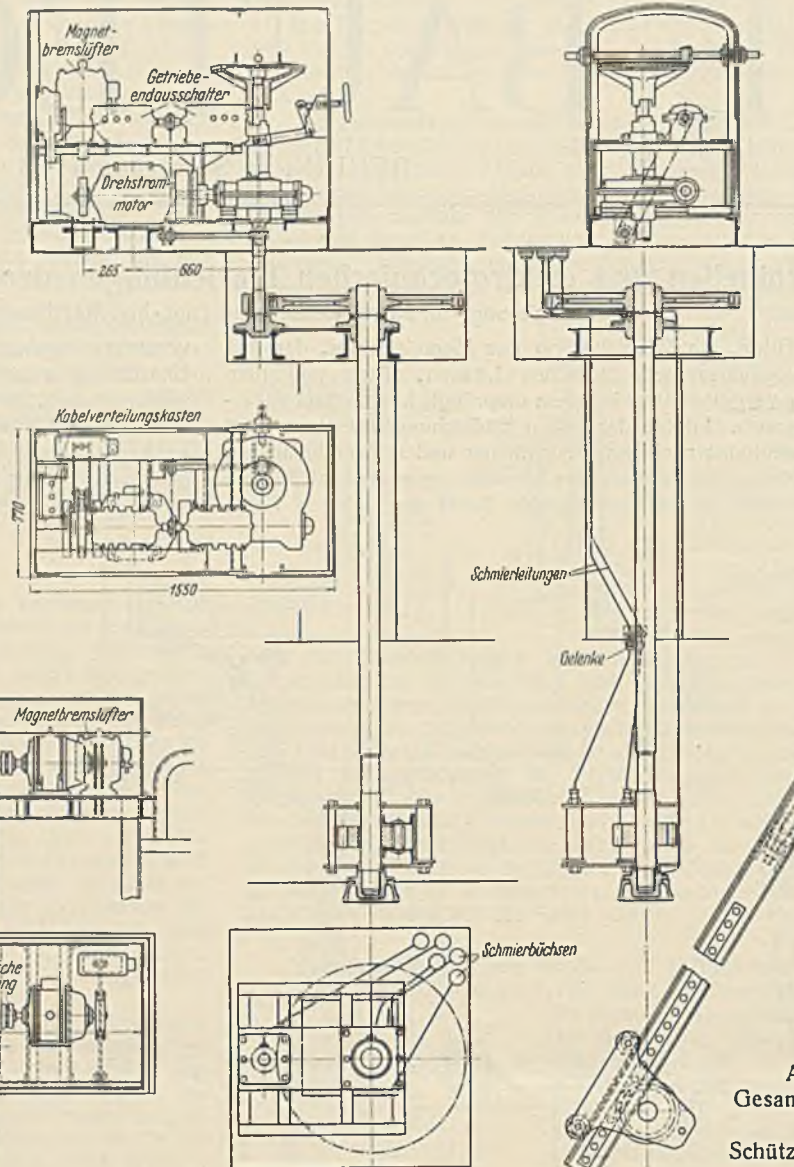 Magnet-
bremslüfter
Getriebe-
endausschalter
Drehstrom-
motor
265
660
Kabelverteilungskasten
770
1550
Schmierleitungen
Gelenke
Magnetbremslüfter
Schmierbüchsen
A
Gesam
Schütz